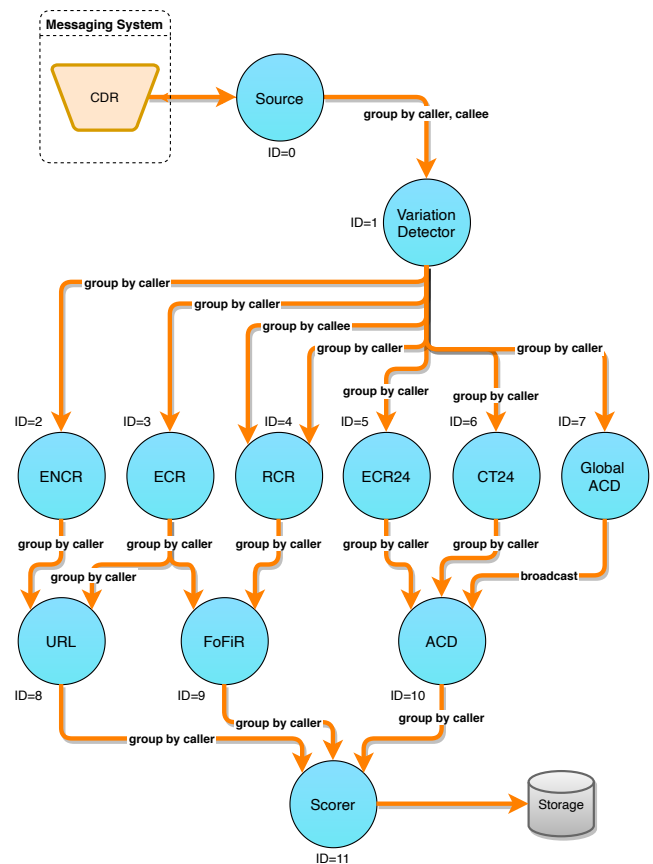 Messaging System
CDR
Source
group by caller, callee
ID=0
Variation
Detector
ID=1
group by caller
group by caller
group by callee
group by caller
group by caller
group by caller
group by caller
ID=2
ID=3
ID=4
ID=5
ID=6
ID=7
ENCR
ECR
RCR
ECR24
CT24
Global
ACD
group by caller
group by caller
group by caller
group by caller
group by caller
group by caller
broadcast
URL
FoFiR
ACD
ID=8
ID=9
ID=10
group by caller
group by caller
group by caller
Scorer
Storage
ID=11